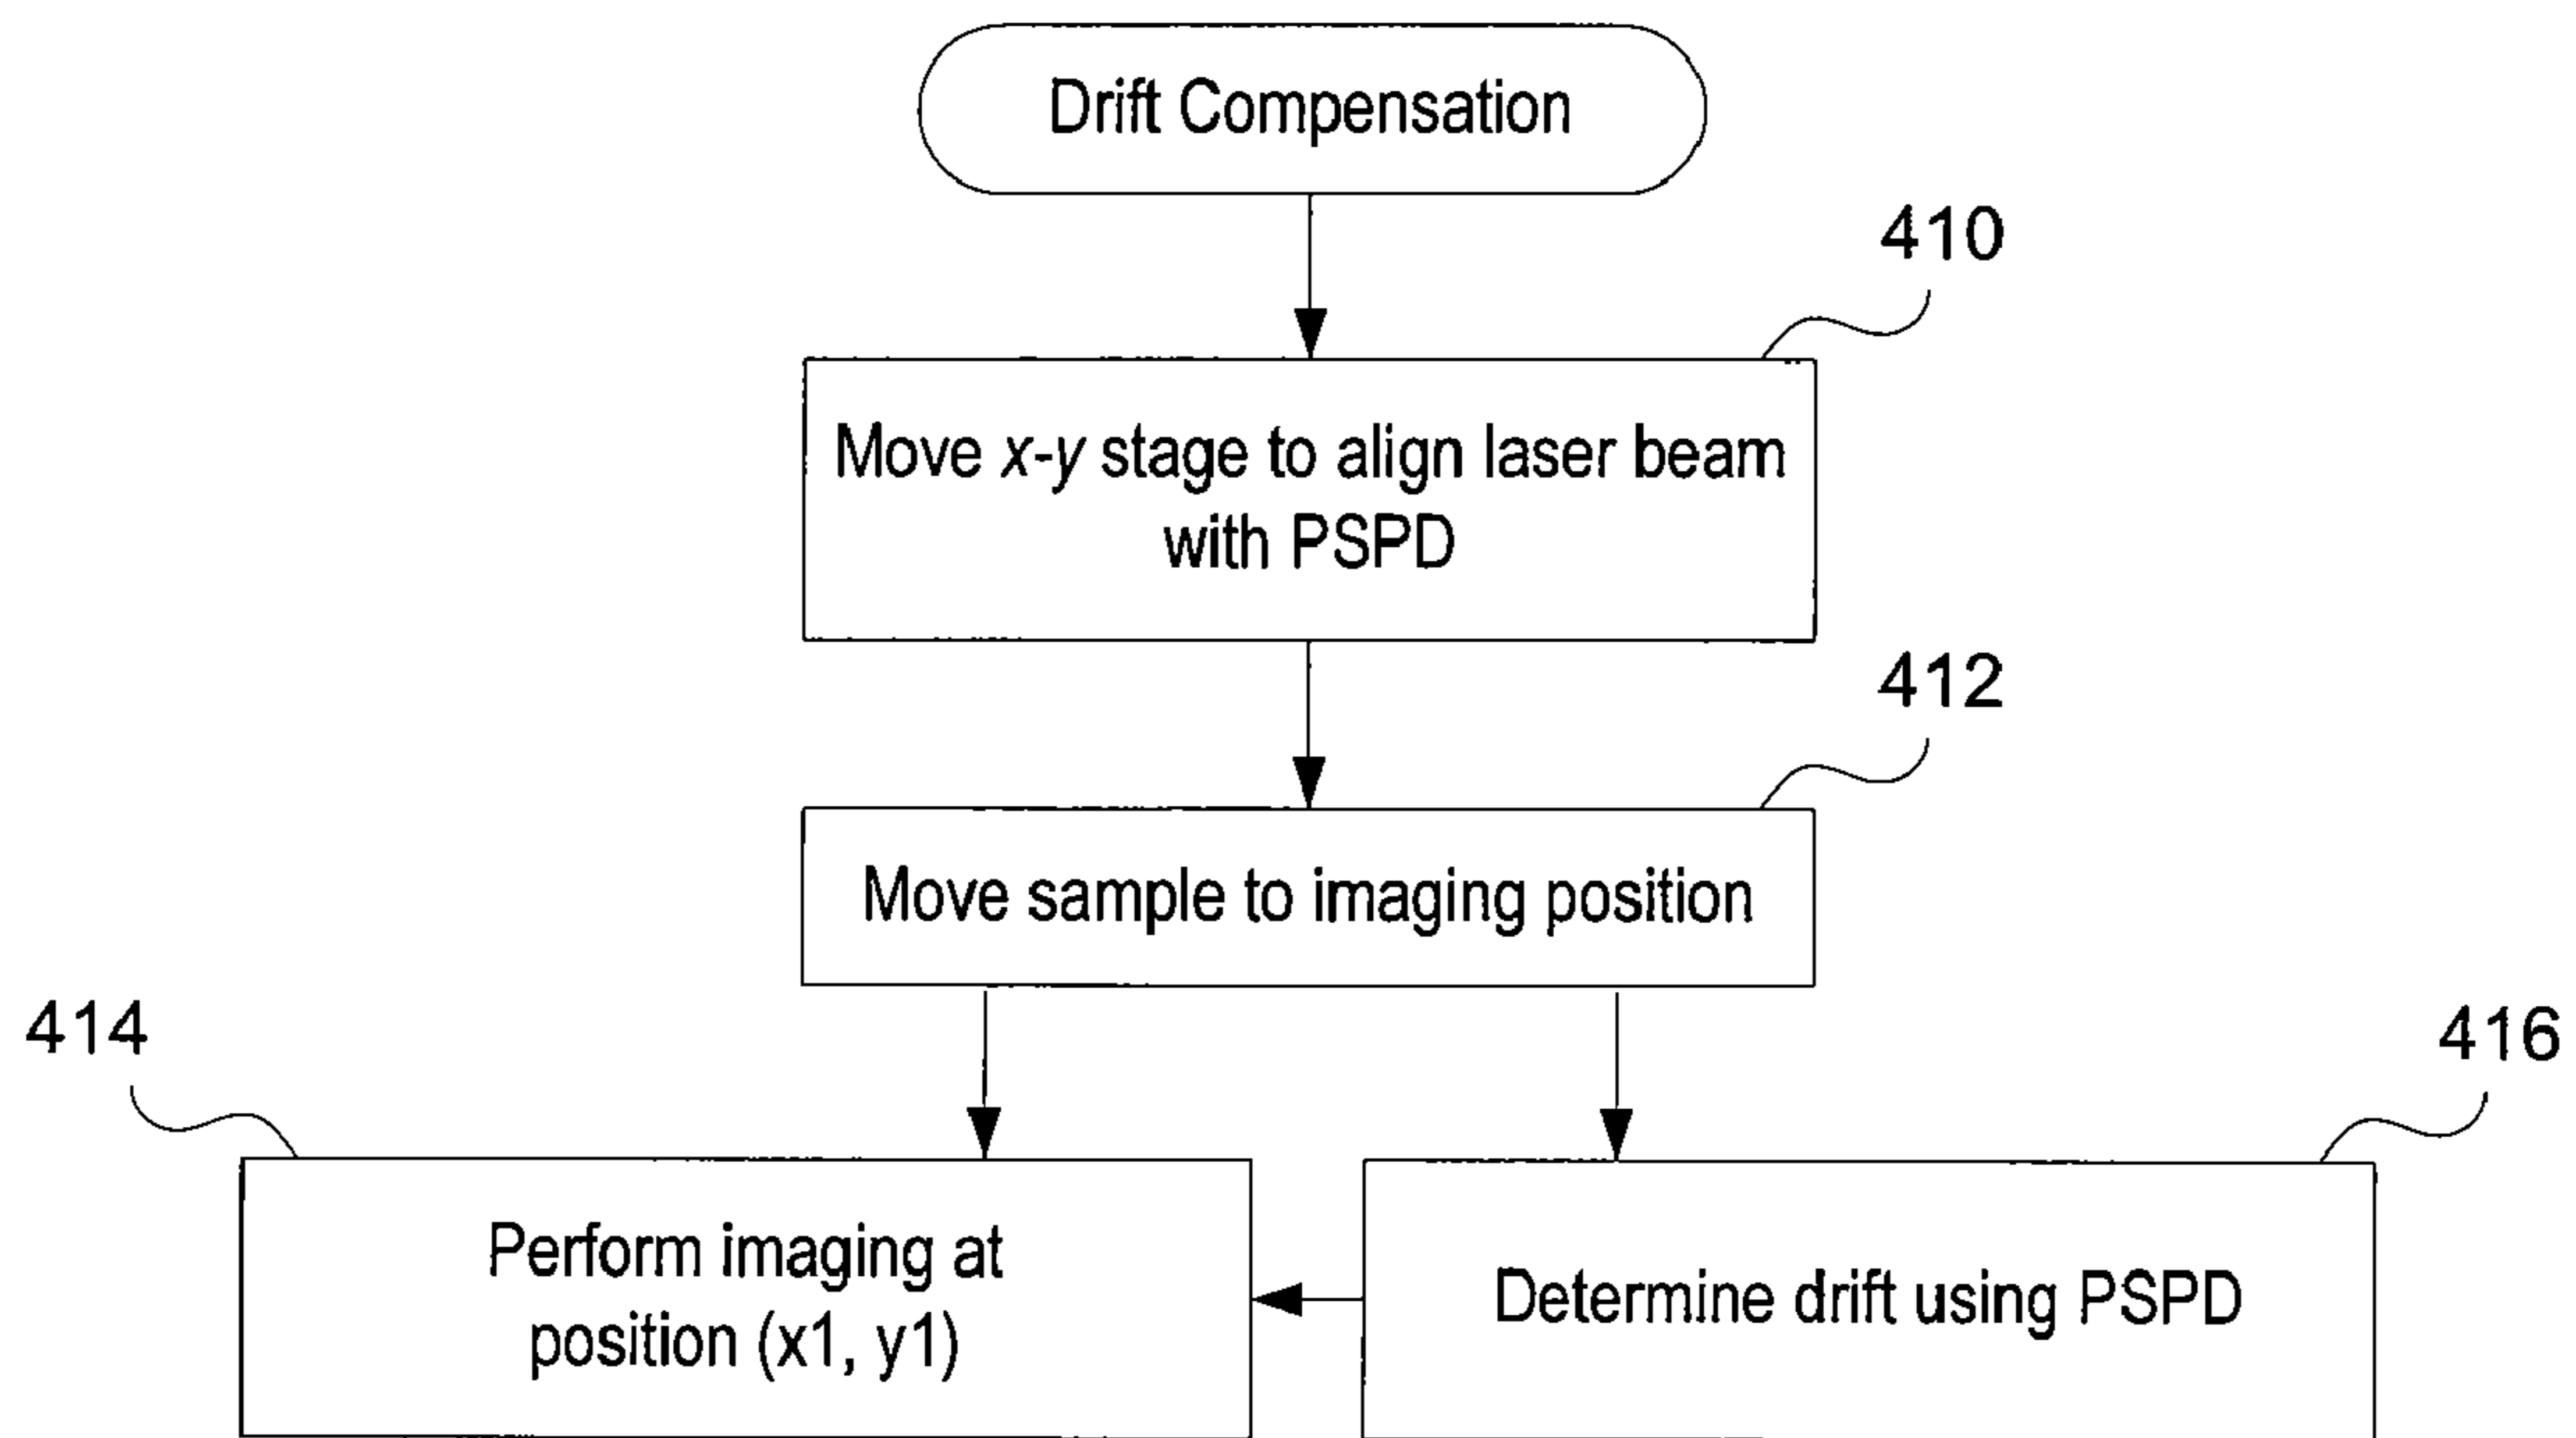 Drift Compensation
410
Move x-y stage to align laser beam
with PSPD
412
Move sample to imaging position
414
416
Perform imaging at
position (x1, y1)
Determine drift using PSPD